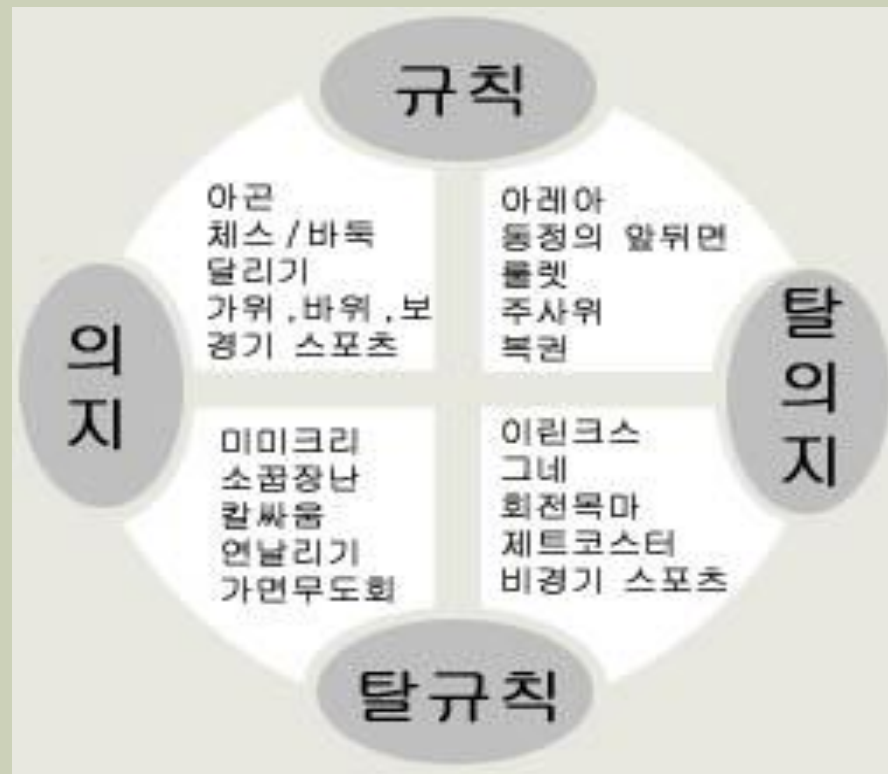 규칙
아곤
체스 / 바둑
달리기
가위 , 바위 , 보
경기 스포츠
아레아
동정의 앞뒤면
룰렛
주사위
복권
의지
탈의지
미미크리
소꿉장난
칼싸움
연날리기
가면무도회
이린크스
그네
회전목마
제트코스터
비경기 스포츠
탈규칙